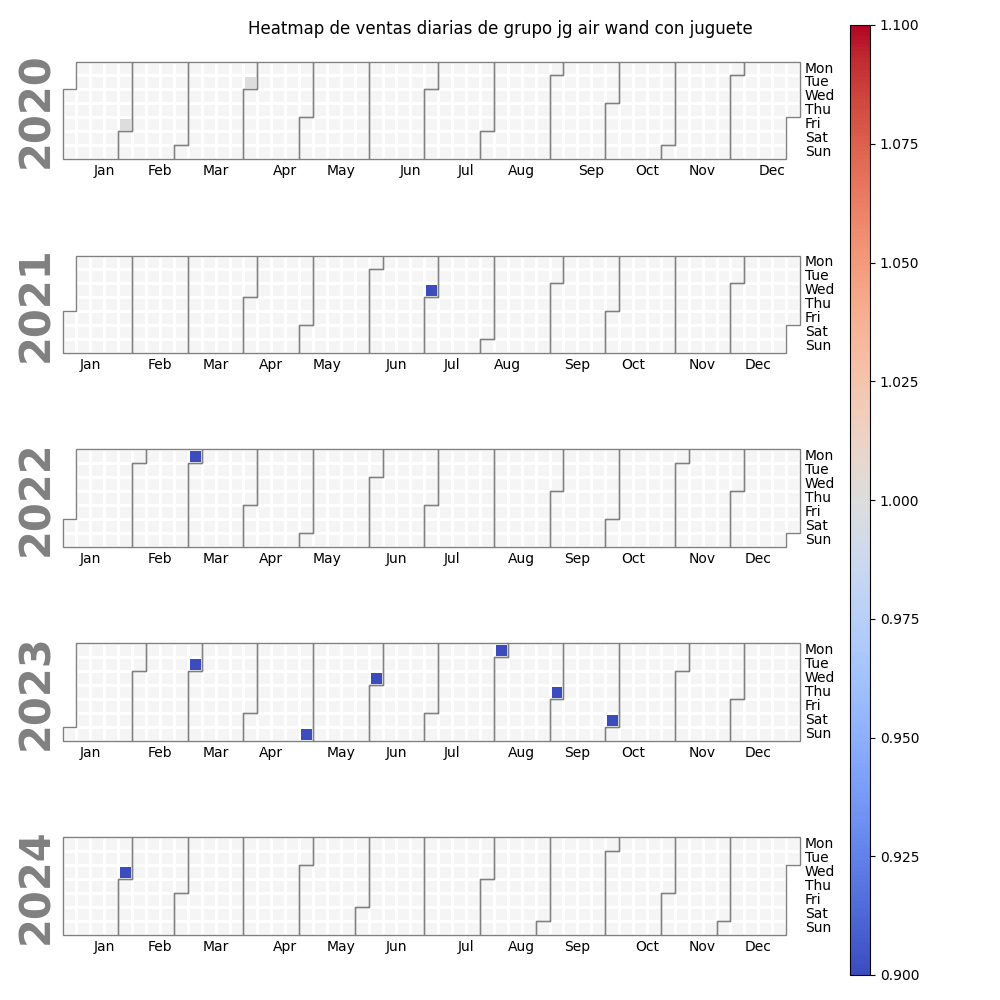 Heatmap de ventas diarias de grupo jg air wand con juguete
2020
Mon
Tue
Wed
Thu
Fri
Sat
Sun
Jan Feb Mar Apr May Jun Jul Aug Sep Oct Nov Dec
2021
Mon
Tue
Wed
Thu
Fri
Sat
Sun
Jan Feb Mar Apr May Jun Jul Aug Sep Oct Nov Dec
2022
Mon
Tue
Wed
Thu
Fri
Sat
Sun
Jan Feb Mar Apr May Jun Jul Aug Sep Oct Nov Dec
2023
Mon
Tue
Wed
Thu
Fri
Sat
Sun
Jan Feb Mar Apr May Jun Jul Aug Sep Oct Nov Dec
2024
Mon
Tue
Wed
Thu
Fri
Sat
Sun
Jan Feb Mar Apr May Jun Jul Aug Sep Oct Nov Dec
1.100
1.075
1.050
1.025
1.000
0.975
0.950
0.925
0.900